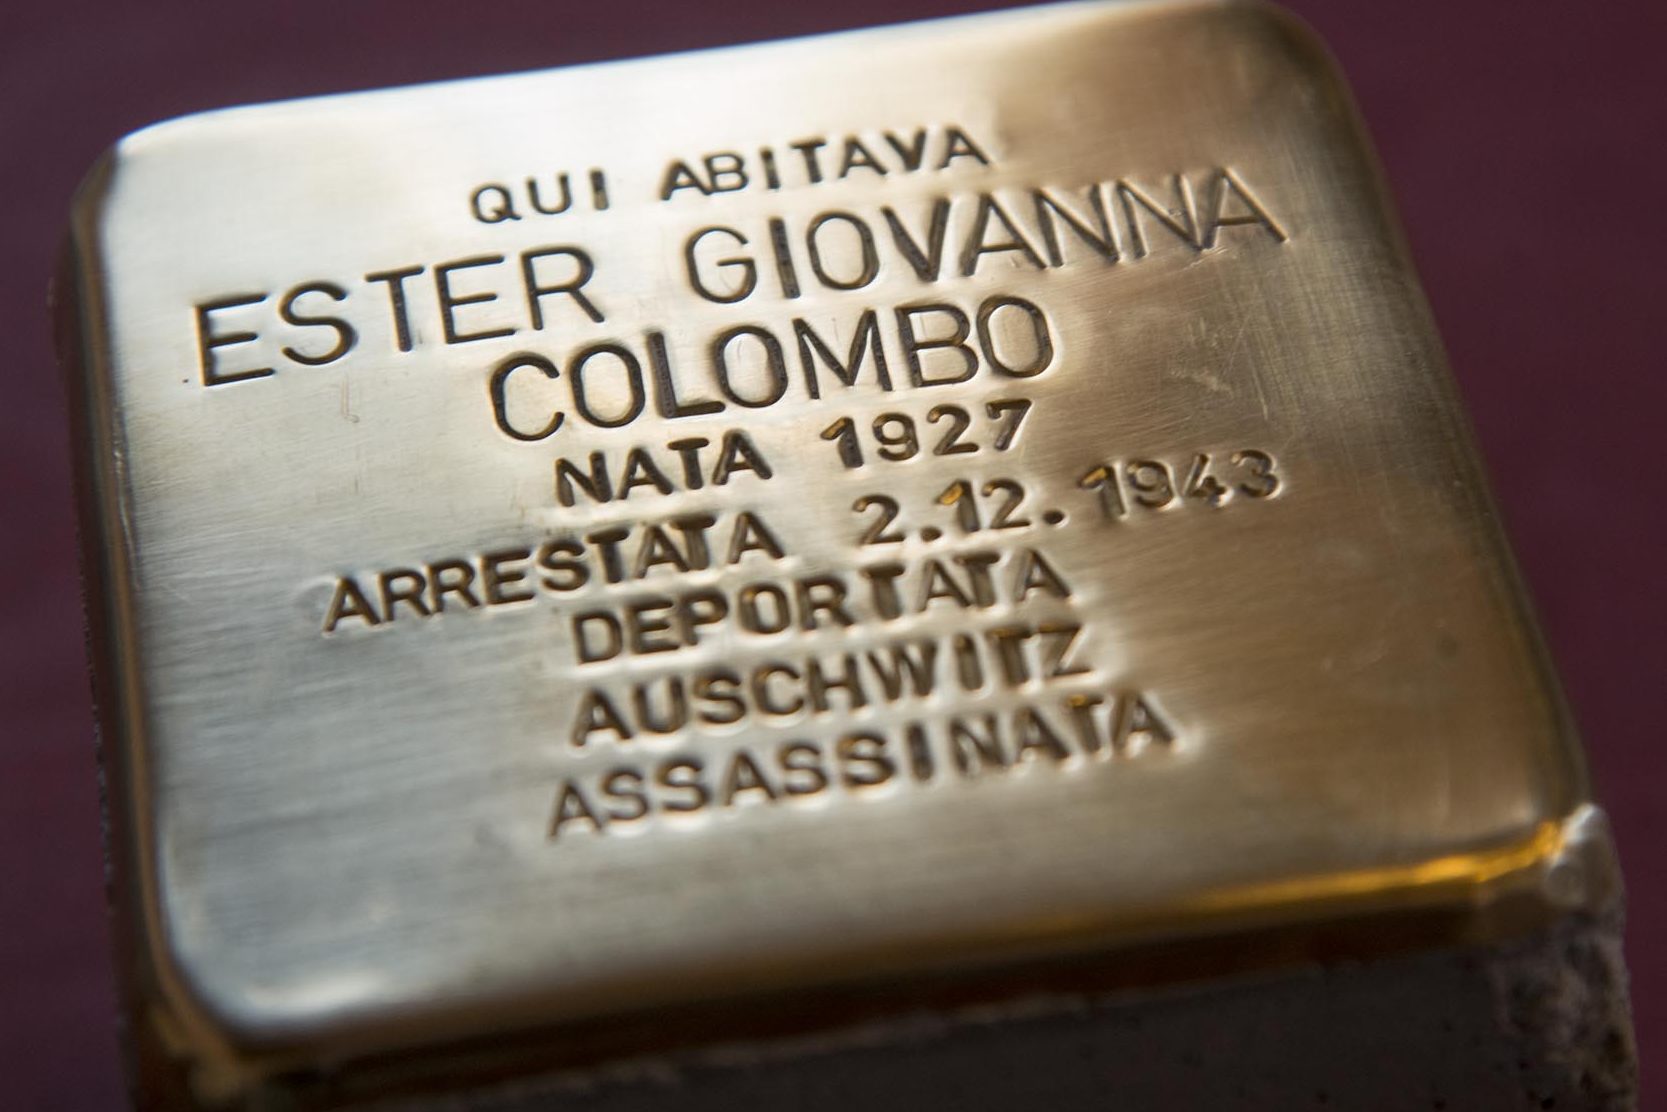 QUI ABITAVA
ESTER GIOVANNA
COLOMBO
NATA 1927
ARRESTATA 2.12.1943
DEPORTATA
AUSCHWITZ
ASSASSINATA